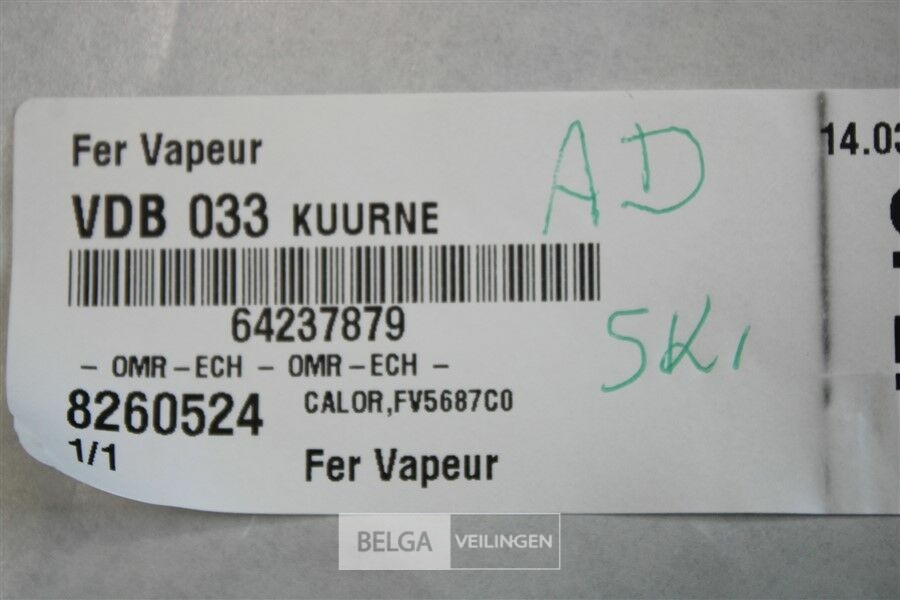 Fer Vapeur
VDB 033 KUURNE
64237879
- OMR-ECH - OMR-ECH -
8260524 CALOR,FV5687C0
1/1
Fer Vapeur
AD
14.03
BELGA VEILINGEN